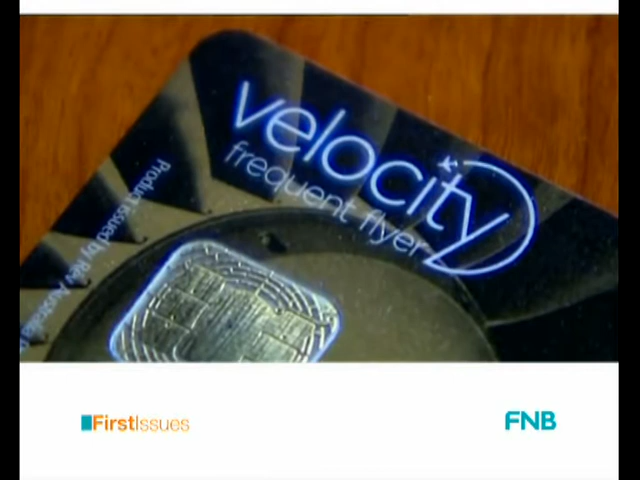 velocity
frequent flyer
Product issued by
FirstIssues
FNB